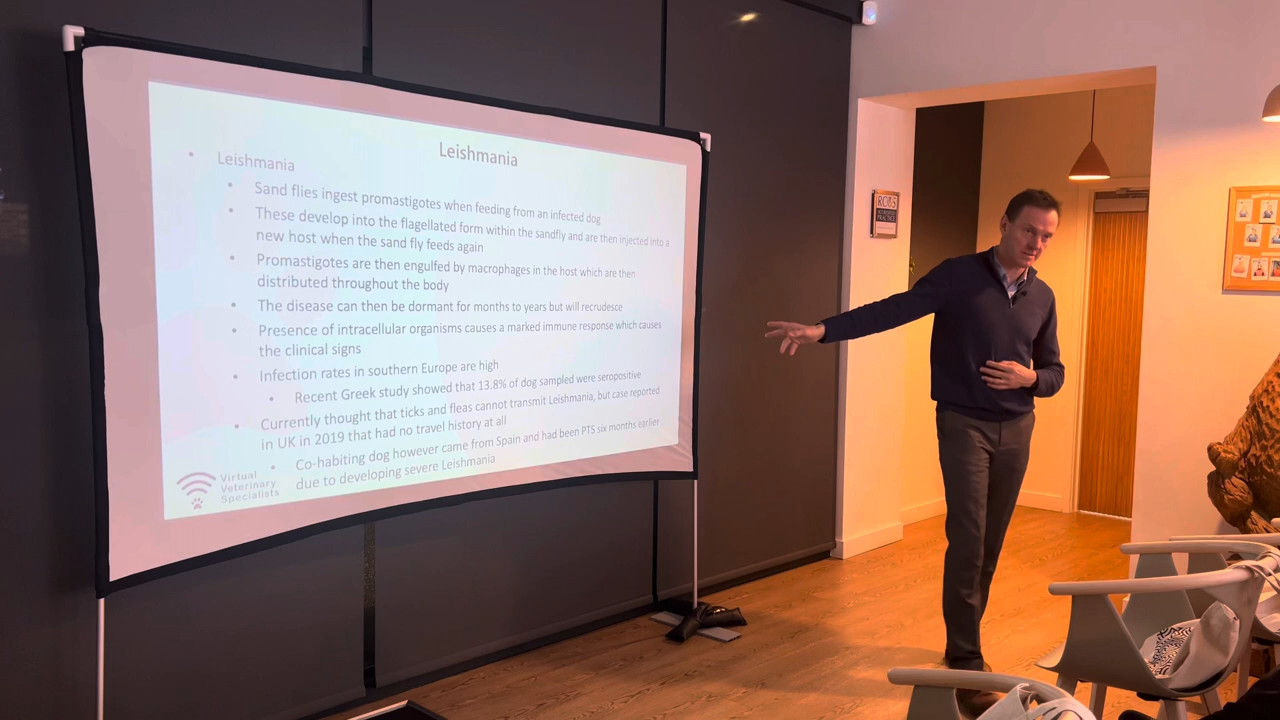 Leishmania
Leishmania
Sand flies ingest promastigotes when feeding from an infected dog
These develop into the flagellated form within the sandfly and are then injected into a
new host when the sand fly feeds again
Promastigotes are then engulfed by macrophages in the host which are then
distributed throughout the body
The disease can then be dormant for months to years but will recrudesce
Presence of intracellular organisms causes a marked immune response which causes
the clinical signs
Infection rates in southern Europe are high
Recent Greek study showed that 13.8% of dog sampled were seropositive
Currently thought that ticks and fleas cannot transmit Leishmania, but case reported
in UK in 2019 that had no travel history at all
Co-habiting dog however came from Spain and had been PTS six months earlier
due to developing severe Leishmania
Virtual
Veterinary
Specialists
RCVS
ACCREDITED
PRACTICE